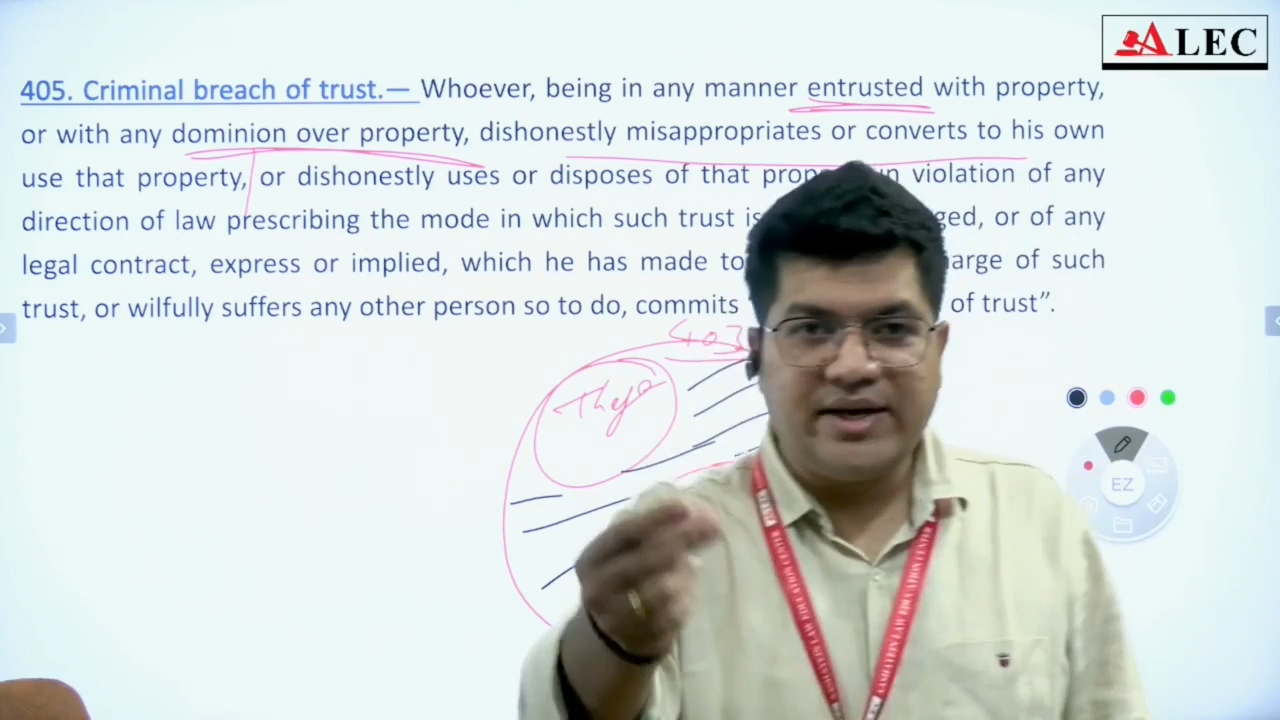 ALEC
405. Criminal breach of trust.— Whoever, being in any manner entrusted with property,
or with any dominion over property, dishonestly misappropriates or converts to his own
use that property, or dishonestly uses or disposes of that prop n violation of any
direction of law prescribing the mode in which such trust is ged, or of any
legal contract, express or implied, which he has made to arge of such
trust, or wilfully suffers any other person so to do, commits of trust”.
403
EZ